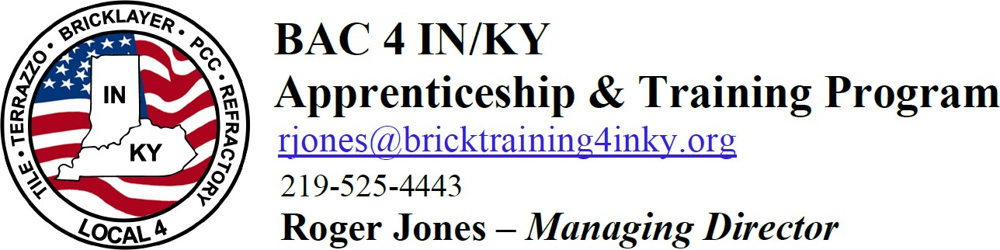 TILE • TERRAZZO • BRICKLAYER • PCC • REFRACTORY
IN
KY
LOCAL 4
BAC 4 IN/KY
Apprenticeship & Training Program
rjones@bricktraining4inky.org
219-525-4443
Roger Jones – Managing Director